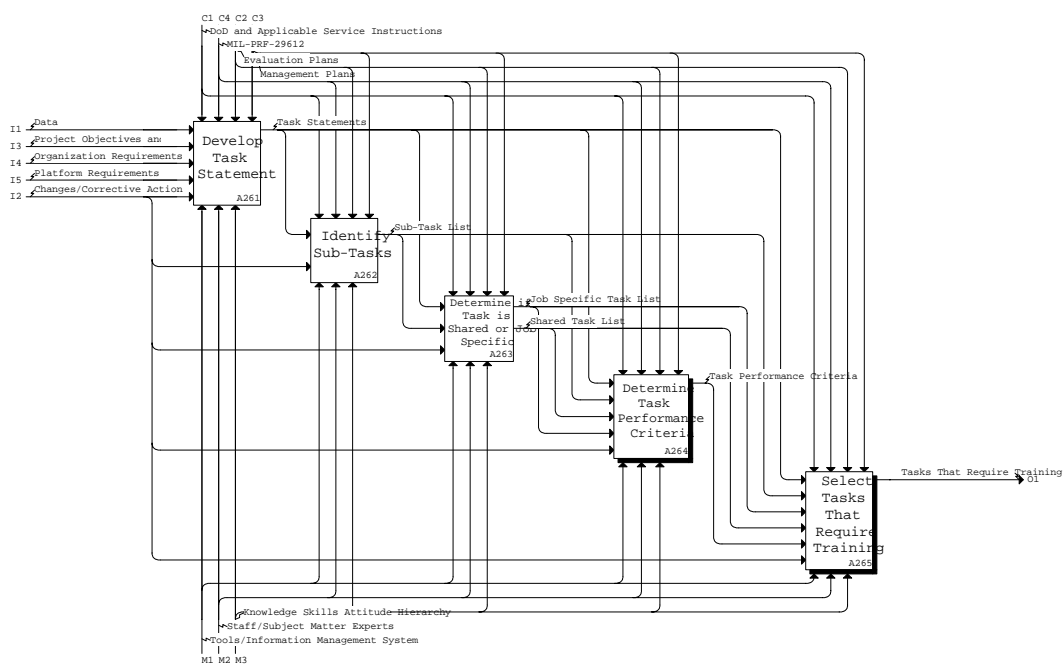 C1 C4 C2 C3
DoD and Applicable Service Instructions
MIL-PRF-29612
Evaluation Plans
Management Plans
I1 Data
I3 Project Objectives and
I4 Organization Requirements
I5 Platform Requirements
I2 Changes/Corrective Action
Develop
Task
Statement
A261
Task Statements
Identify
Sub-Tasks
A262
Sub-Task List
Determine if
Task is
Shared or Job
Specific
A263
Job Specific Task List
Shared Task List
Determine
Task
Performance
Criteria
A264
Task Performance Criteria
Select
Tasks
That
Require
Training
A265
Tasks That Require Training
O1
Knowledge Skills Attitude Hierarchy
Staff/Subject Matter Experts
Tools/Information Management System
M1 M2 M3